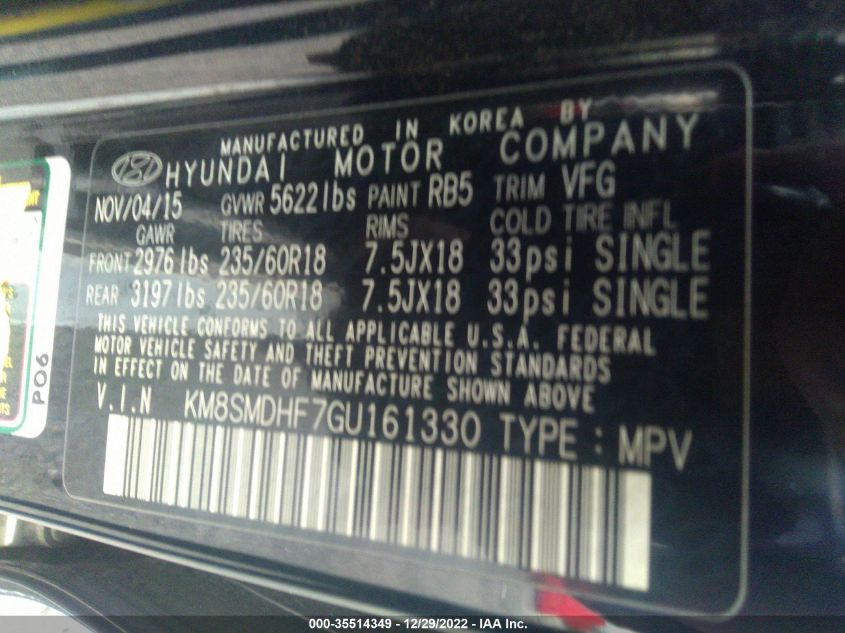 MANUFACTURED IN KOREA BY
HYUNDAI MOTOR COMPANY
NOV/04/15 GVWR 5622lbs PAINT RB5 TRIM VFG
GAWR TIRES RIMS COLD TIRE INFL
FRONT 2976lbs 235/60R18 7.5JX18 33psi SINGLE
REAR 3197lbs 235/60R18 7.5JX18 33psi SINGLE
THIS VEHICLE CONFORMS TO ALL APPLICABLE U.S.A. FEDERAL
MOTOR VEHICLE SAFETY AND THEFT PREVENTION STANDARDS
IN EFFECT ON THE DATE OF MANUFACTURE SHOWN ABOVE
V.I.N KM8SMDHF7GU161330 TYPE : MPV
P06
000-35514349 - 12/29/2022 - IAA Inc.